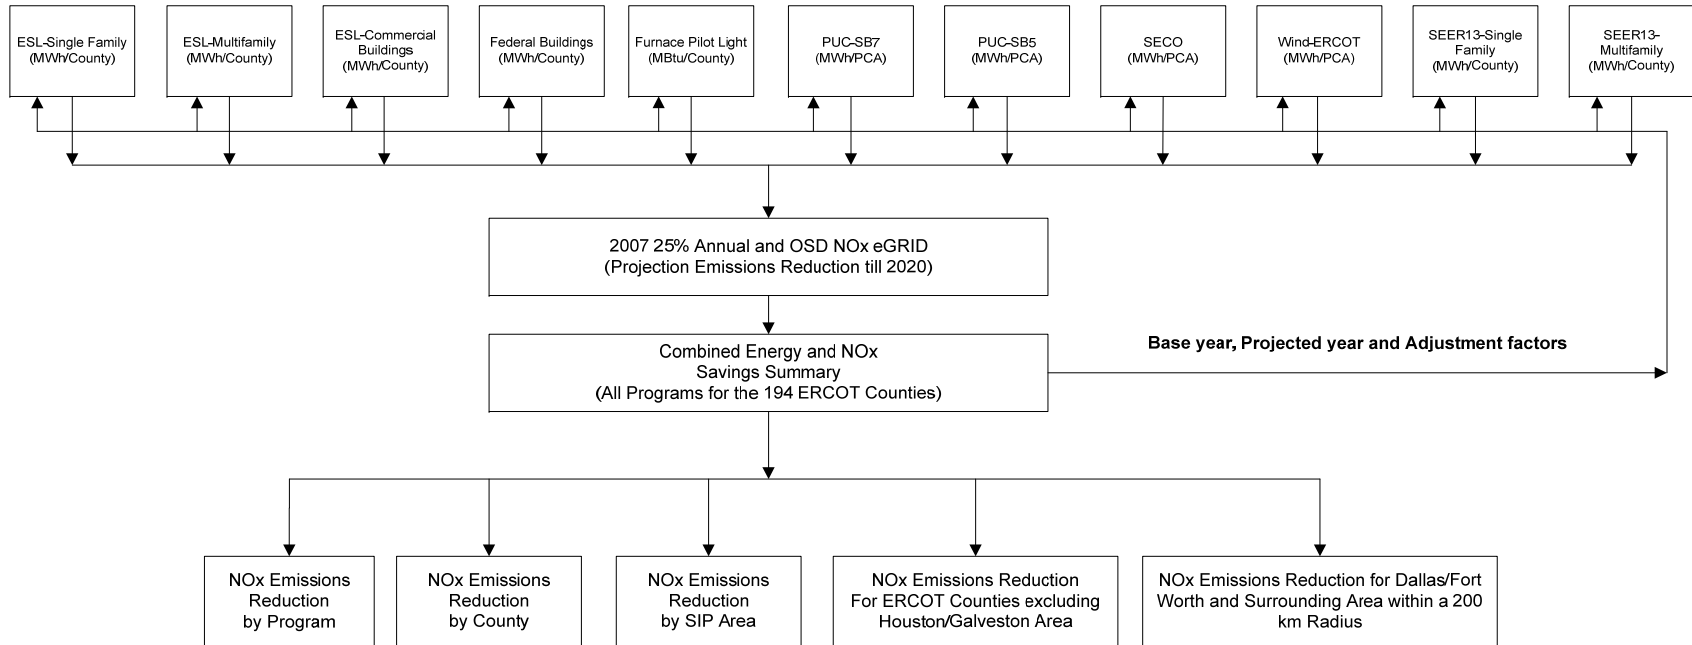 ESL-Single Family
(MWh/County)
ESL-Multifamily
(MWh/County)
ESL-Commercial
Buildings
(MWh/County)
Federal Buildings
(MWh/County)
Furnace Pilot Light
(MBtu/County)
PUC-SB7
(MWh/PCA)
PUC-SB5
(MWh/PCA)
SECO
(MWh/PCA)
Wind-ERCOT
(MWh/PCA)
SEER13-Single
Family
(MWh/County)
SEER13-
Multifamily
(MWh/County)
2007 25% Annual and OSD NOx eGRID
(Projection Emissions Reduction till 2020)
Combined Energy and NOx
Savings Summary
(All Programs for the 194 ERCOT Counties)
Base year, Projected year and Adjustment factors
NOx Emissions
Reduction
by Program
NOx Emissions
Reduction
by County
NOx Emissions
Reduction
by SIP Area
NOx Emissions Reduction
For ERCOT Counties excluding
Houston/Galveston Area
NOx Emissions Reduction for Dallas/Fort
Worth and Surrounding Area within a 200
km Radius